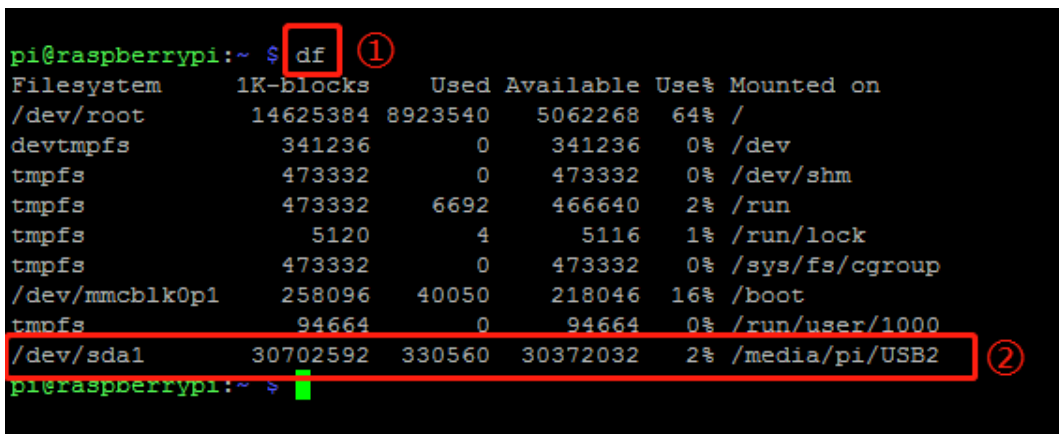 pi@raspberrypi:~ $ df ①
Filesystem 1K-blocks Used Available Use% Mounted on
/dev/root 14625384 8923540 5062268 64% /
devtmpfs 341236 0 341236 0% /dev
tmpfs 473332 0 473332 0% /dev/shm
tmpfs 473332 6692 466640 2% /run
tmpfs 5120 4 5116 1% /run/lock
tmpfs 473332 0 473332 0% /sys/fs/cgroup
/dev/mmcblk0p1 258096 40050 218046 16% /boot
tmpfs 94664 0 94664 0% /run/user/1000
/dev/sda1 30702592 330560 30372032 2% /media/pi/USB2 ②
pi@raspberrypi:~ $